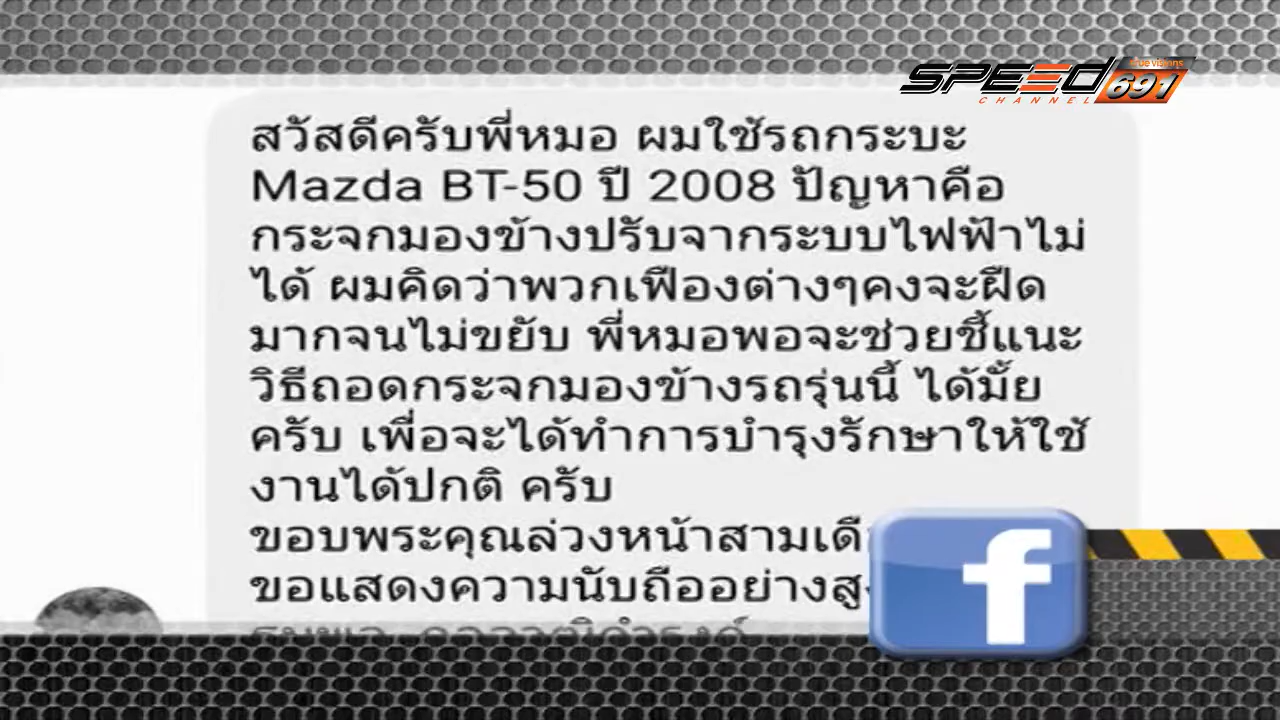 true visions
SPEED
CHANNEL
691
สวัสดีครับพี่หมอ ผมใช้รถกระบะ
Mazda BT-50 ปี 2008 ปัญหาคือ
กระจกมองข้างปรับจากระบบไฟฟ้าไม่
ได้ ผมคิดว่าพวกเฟืองต่างๆคงจะฝืด
มากจนไม่ขยับ พี่หมอพอจะช่วยชี้แนะ
วิธีถอดกระจกมองข้างรถรุ่นนี้ ได้มั้ย
ครับ เพื่อจะได้ทำการบำรุงรักษาให้ใช้
งานได้ปกติ ครับ
ขอบพระคุณล่วงหน้าสามเดื
ขอแสดงความนับถืออย่างสูง
f